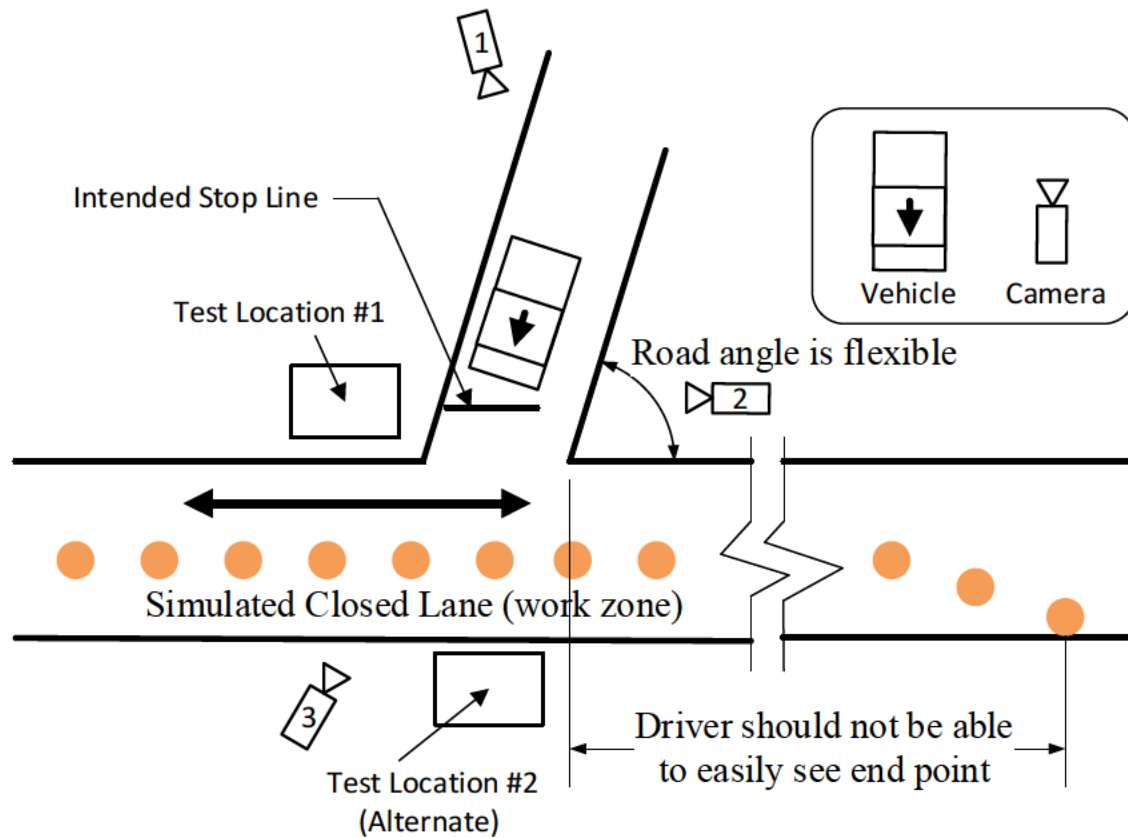 1
Intended Stop Line
Vehicle
Camera
Test Location #1
Road angle is flexible
2
Simulated Closed Lane (work zone)
3
Test Location #2
(Alternate)
Driver should not be able
to easily see end point